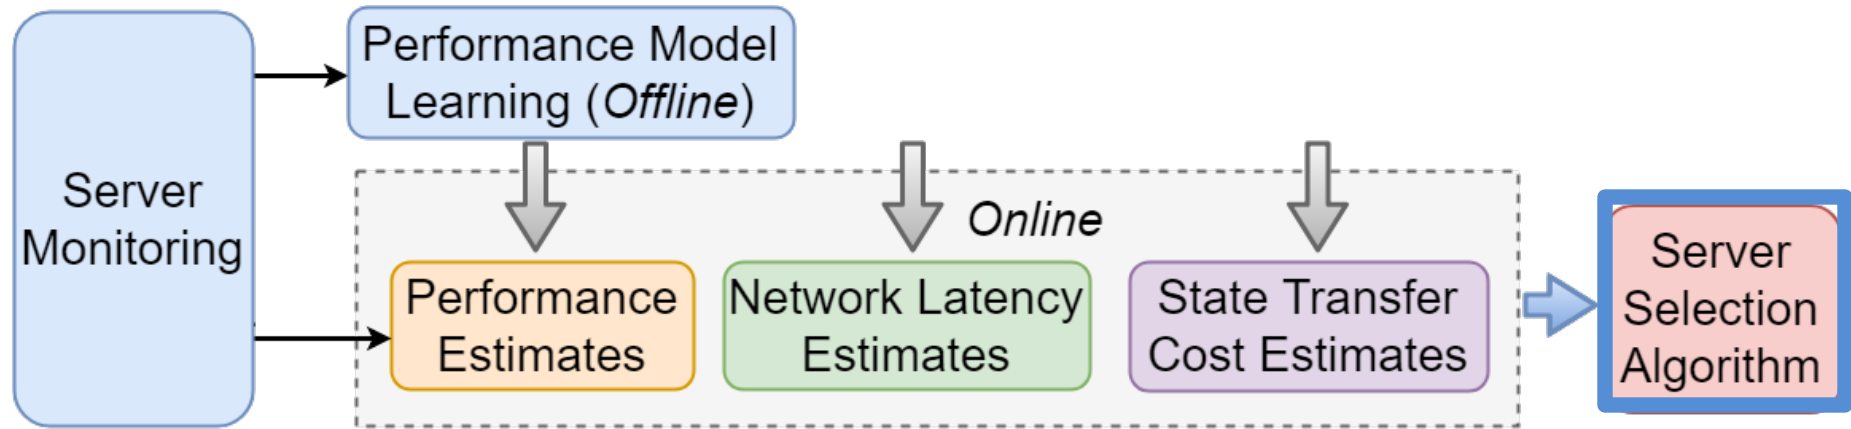 Server
Monitoring
Performance Model
Learning (Offline)
Online
Performance
Estimates
Network Latency
Estimates
State Transfer
Cost Estimates
Server
Selection
Algorithm